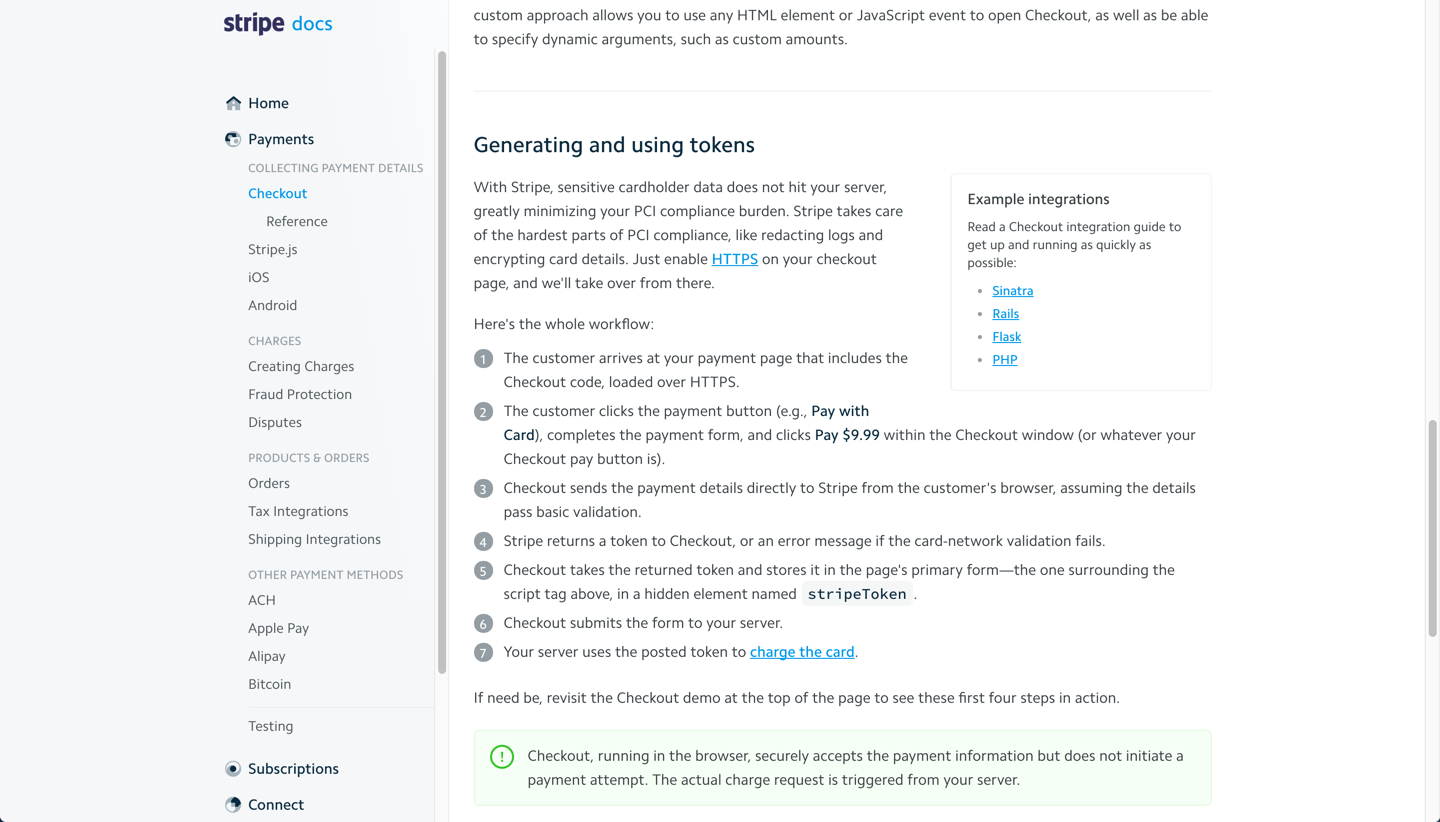 stripe docs
Home
Payments
COLLECTING PAYMENT DETAILS
Checkout
Reference
Stripe.js
iOS
Android
CHARGES
Creating Charges
Fraud Protection
Disputes
PRODUCTS & ORDERS
Orders
Tax Integrations
Shipping Integrations
OTHER PAYMENT METHODS
ACH
Apple Pay
Alipay
Bitcoin
Testing
Subscriptions
Connect
custom approach allows you to use any HTML element or JavaScript event to open Checkout, as well as be able
to specify dynamic arguments, such as custom amounts.
Generating and using tokens
With Stripe, sensitive cardholder data does not hit your server,
greatly minimizing your PCI compliance burden. Stripe takes care
of the hardest parts of PCI compliance, like redacting logs and
encrypting card details. Just enable HTTPS on your checkout
page, and we'll take over from there.
Example integrations
Read a Checkout integration guide to
get up and running as quickly as
possible:
• Sinatra
• Rails
• Flask
• PHP
Here's the whole workflow:
1 The customer arrives at your payment page that includes the
Checkout code, loaded over HTTPS.
2 The customer clicks the payment button (e.g., Pay with
Card), completes the payment form, and clicks Pay $9.99 within the Checkout window (or whatever your
Checkout pay button is).
3 Checkout sends the payment details directly to Stripe from the customer's browser, assuming the details
pass basic validation.
4 Stripe returns a token to Checkout, or an error message if the card-network validation fails.
5 Checkout takes the returned token and stores it in the page's primary form—the one surrounding the
script tag above, in a hidden element named stripeToken .
6 Checkout submits the form to your server.
7 Your server uses the posted token to charge the card.
If need be, revisit the Checkout demo at the top of the page to see these first four steps in action.
! Checkout, running in the browser, securely accepts the payment information but does not initiate a
payment attempt. The actual charge request is triggered from your server.